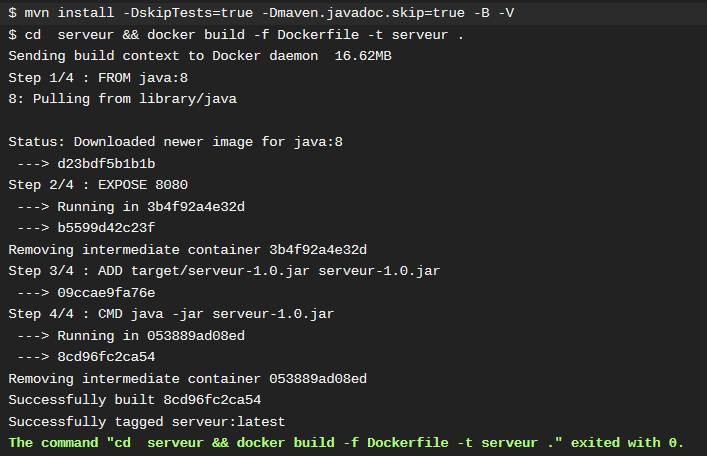 $ mvn install -DskipTests=true -Dmaven.javadoc.skip=true -B -V
$ cd  serveur && docker build -f Dockerfile -t serveur .
Sending build context to Docker daemon  16.62MB
Step 1/4 : FROM java:8
8: Pulling from library/java

Status: Downloaded newer image for java:8
 ---> d23bdf5b1b1b
Step 2/4 : EXPOSE 8080
 ---> Running in 3b4f92a4e32d
 ---> b5599d42c23f
Removing intermediate container 3b4f92a4e32d
Step 3/4 : ADD target/serveur-1.0.jar serveur-1.0.jar
 ---> 09ccae9fa76e
Step 4/4 : CMD java -jar serveur-1.0.jar
 ---> Running in 053889ad08ed
 ---> 8cd96fc2ca54
Removing intermediate container 053889ad08ed
Successfully built 8cd96fc2ca54
Successfully tagged serveur:latest
The command "cd  serveur && docker build -f Dockerfile -t serveur ." exited with 0.